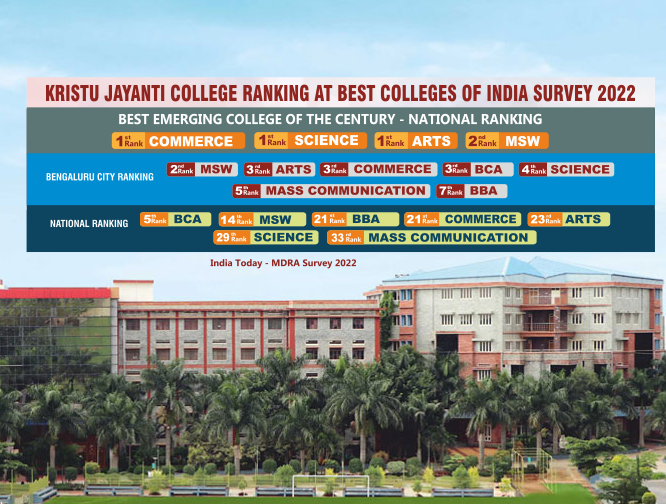 KRISTU JAYANTI COLLEGE RANKING AT BEST COLLEGES OF INDIA SURVEY 2022
BEST EMERGING COLLEGE OF THE CENTURY - NATIONAL RANKING
1st Rank COMMERCE 1st Rank SCIENCE 1st Rank ARTS 2nd Rank MSW
BENGALURU CITY RANKING
2nd Rank MSW 3rd Rank ARTS 3rd Rank COMMERCE 3rd Rank BCA 4th Rank SCIENCE
5th Rank MASS COMMUNICATION 7th Rank BBA
NATIONAL RANKING
5th Rank BCA 14th Rank MSW 21st Rank BBA 21st Rank COMMERCE 23rd Rank ARTS
29th Rank SCIENCE 33rd Rank MASS COMMUNICATION
India Today - MDRA Survey 2022